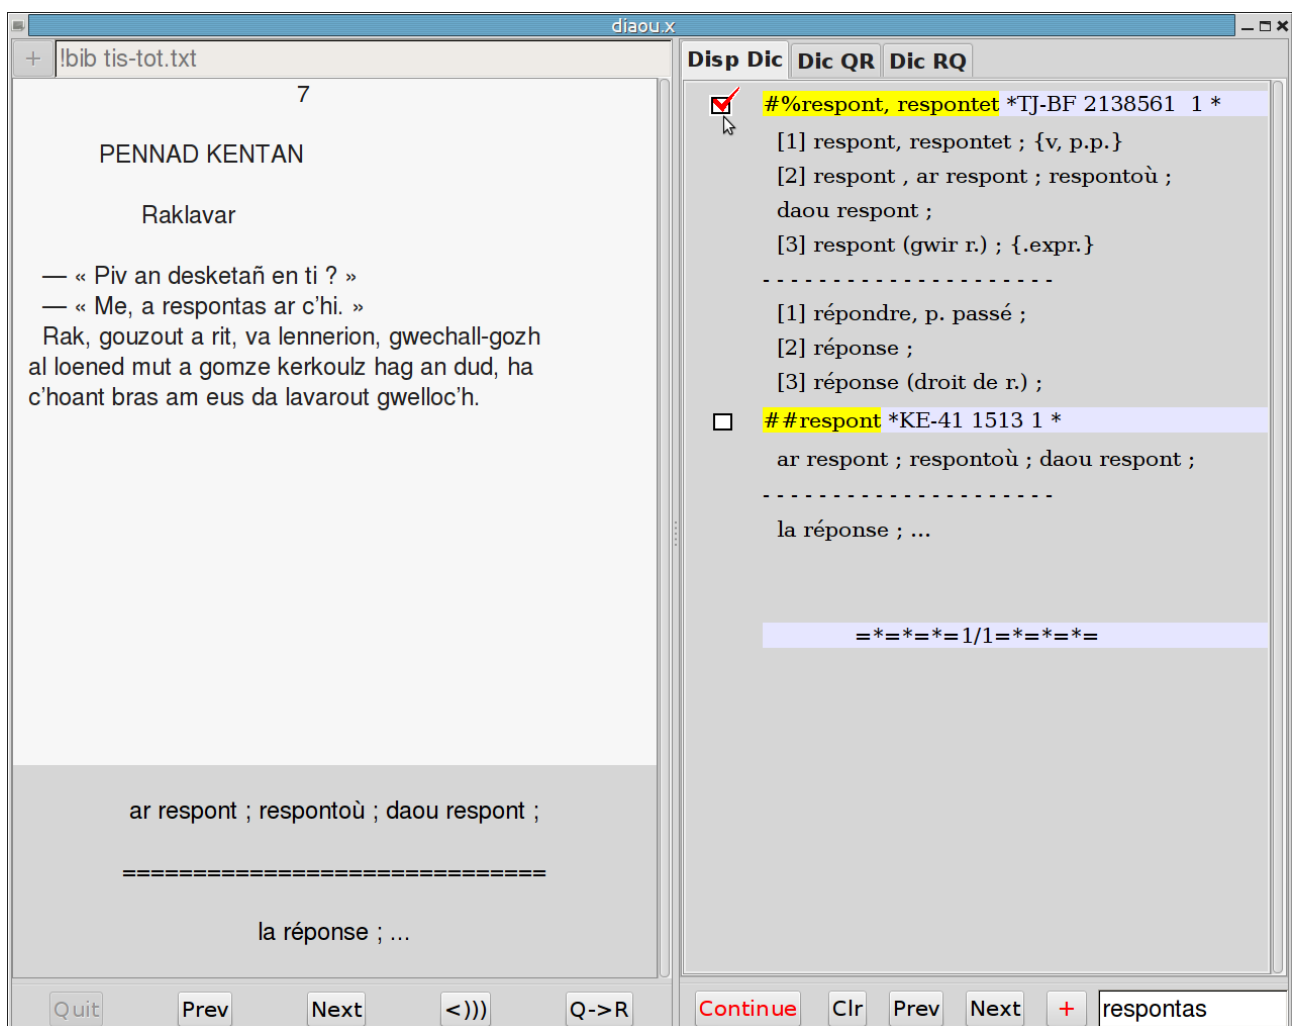 diaou.x
+ !bib tis-tot.txt
7
PENNAD KENTAN
Raklavar
— « Piv an desketañ en ti ? »
— « Me, a respontas ar c'hi. »
Rak, gouzout a rit, va lennerion, gwechall-gozh
al loened mut a gomze kerkoulz hag an dud, ha
c'hoant bras am eus da lavarout gwelloc'h.
ar respont ; respontoù ; daou respont ;
==============================
la réponse ; ...
Quit Prev Next <))) Q->R
Disp Dic Dic QR Dic RQ
#%respont, respontet *TJ-BF 2138561 1 *
[1] respont, respontet ; {v, p.p.}
[2] respont , ar respont ; respontoù ;
daou respont ;
[3] respont (gwir r.) ; {.expr.}
- - - - - - - - - - - - - - - - - - - - -
[1] répondre, p. passé ;
[2] réponse ;
[3] réponse (droit de r.) ;
##respont *KE-41 1513 1 *
ar respont ; respontoù ; daou respont ;
- - - - - - - - - - - - - - - - - - - - -
la réponse ; ...
=*=*=*=1/1=*=*=*=
Continue Clr Prev Next + respontas